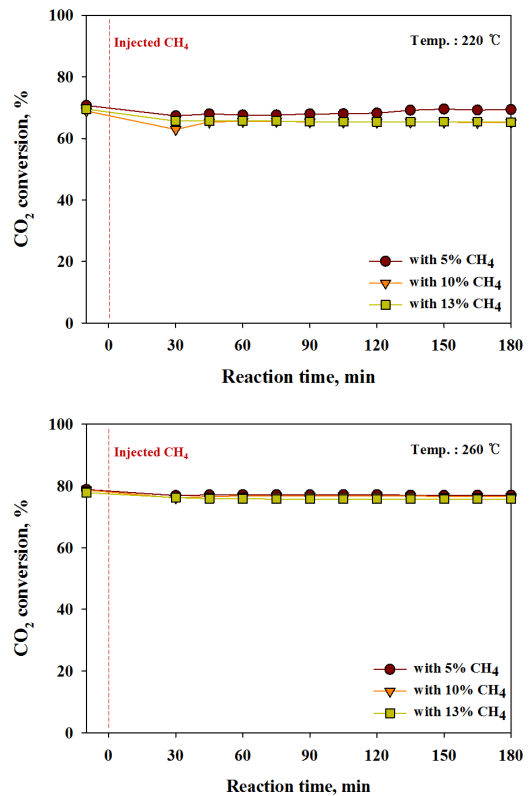 100
Injected CH4
Temp. : 220 ℃
80
60
40
20
0
CO2 conversion, %
with 5% CH4
with 10% CH4
with 13% CH4
0 30 60 90 120 150 180
Reaction time, min
100
Injected CH4
Temp. : 260 ℃
80
60
40
20
0
CO2 conversion, %
with 5% CH4
with 10% CH4
with 13% CH4
0 30 60 90 120 150 180
Reaction time, min